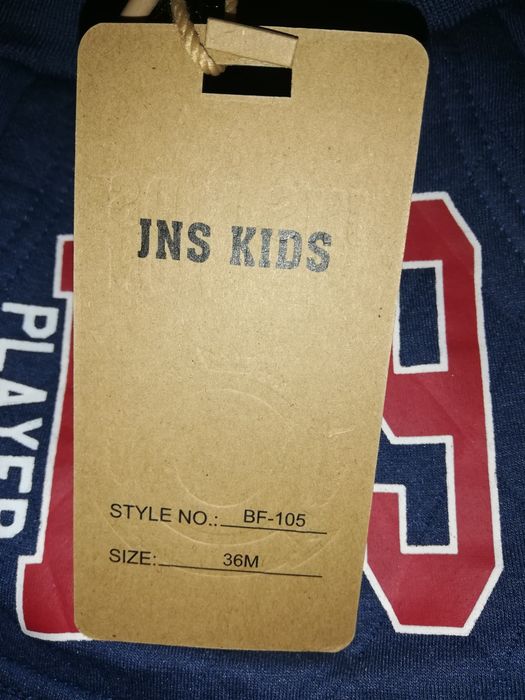 JNS KIDS
STYLE NO.: BF-105
SIZE: 36M
PLAYER